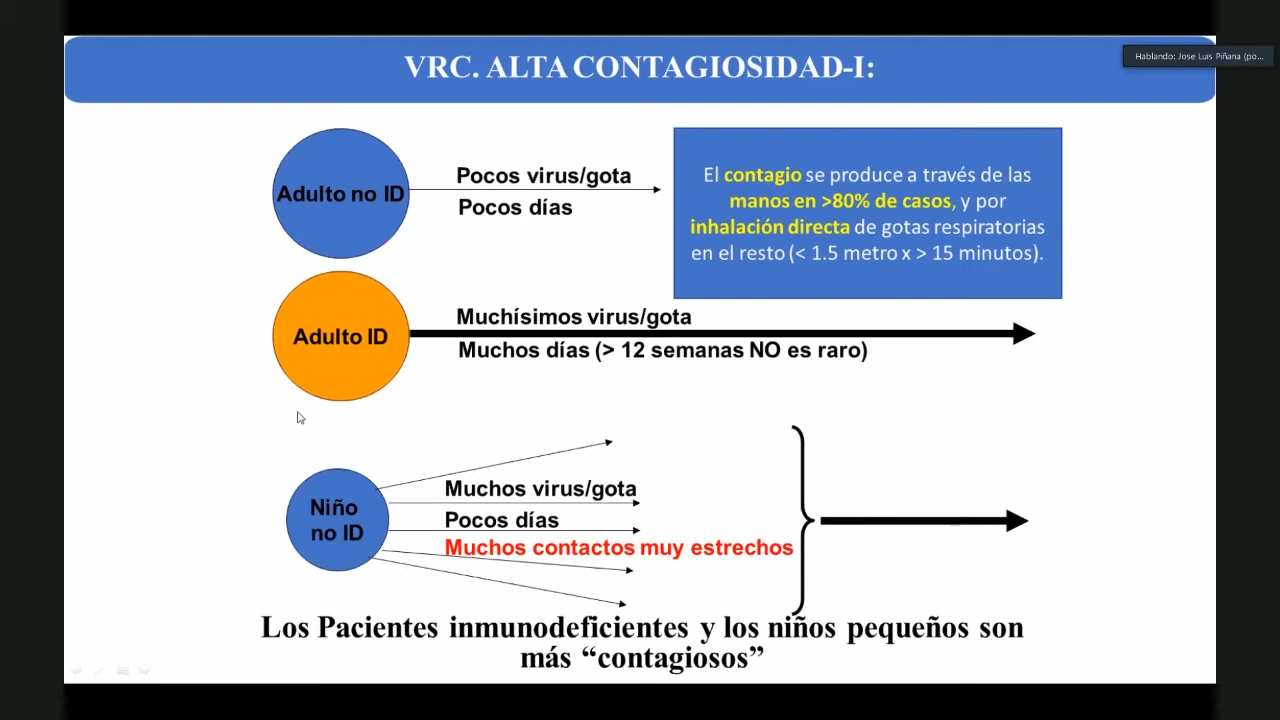 VRC. ALTA CONTAGIOSIDAD-I:
Hablando: Jose Luis Piñana (po...
Adulto no ID
Pocos virus/gota
Pocos días
El contagio se produce a través de las
manos en >80% de casos, y por
inhalación directa de gotas respiratorias
en el resto (< 1.5 metro x > 15 minutos).
Adulto ID
Muchísimos virus/gota
Muchos días (> 12 semanas NO es raro)
Niño
no ID
Muchos virus/gota
Pocos días
Muchos contactos muy estrechos
Los Pacientes inmunodeficientes y los niños pequeños son
más “contagiosos”